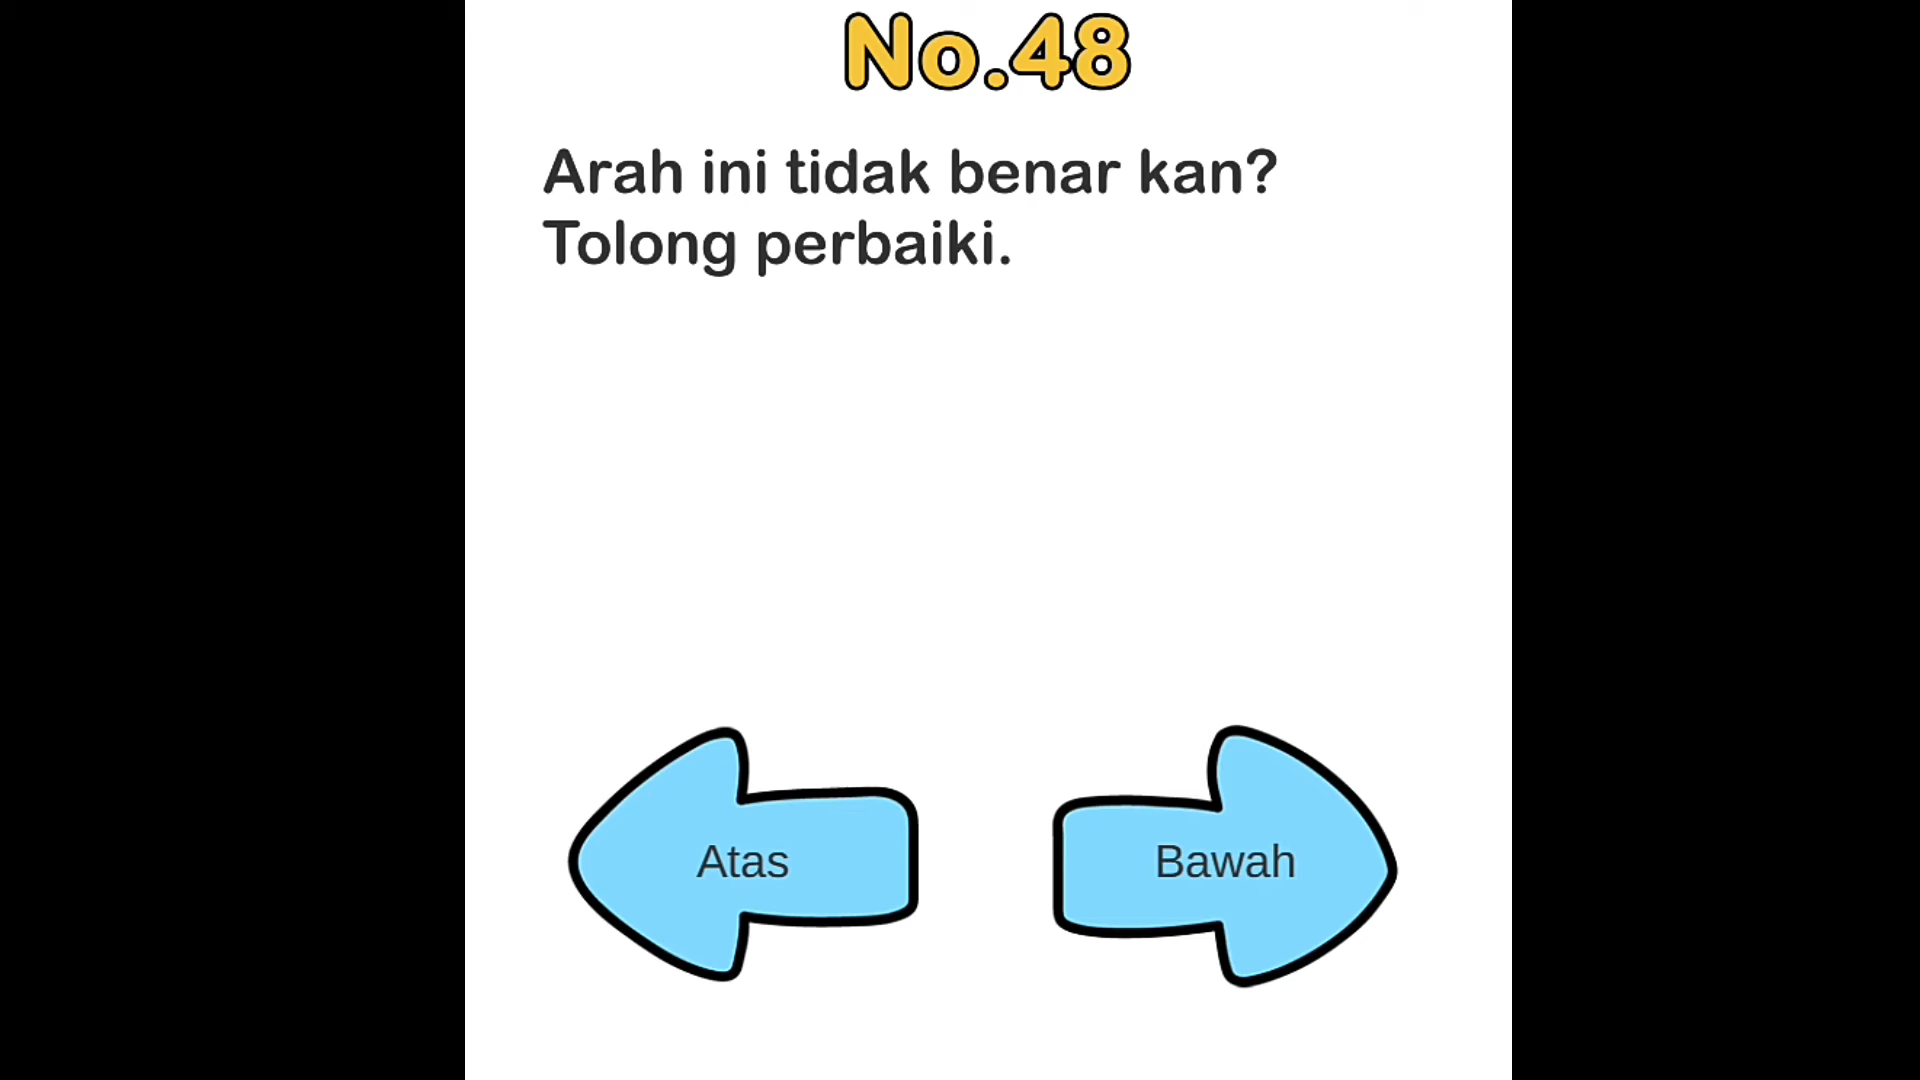 No.48
Arah ini tidak benar kan?
Tolong perbaiki.
Atas
Bawah